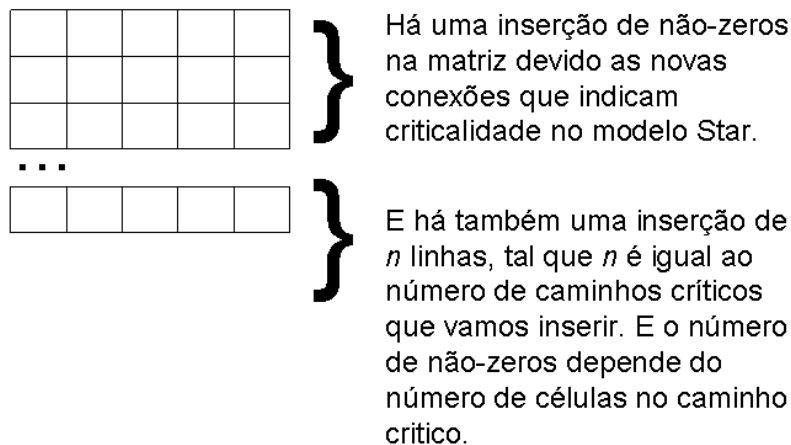 Há uma inserção de não-zeros
na matriz devido as novas
conexões que indicam
criticalidade no modelo Star.
...
E há também uma inserção de
n linhas, tal que n é igual ao
número de caminhos críticos
que vamos inserir. E o número
de não-zeros depende do
número de células no caminho
critico.